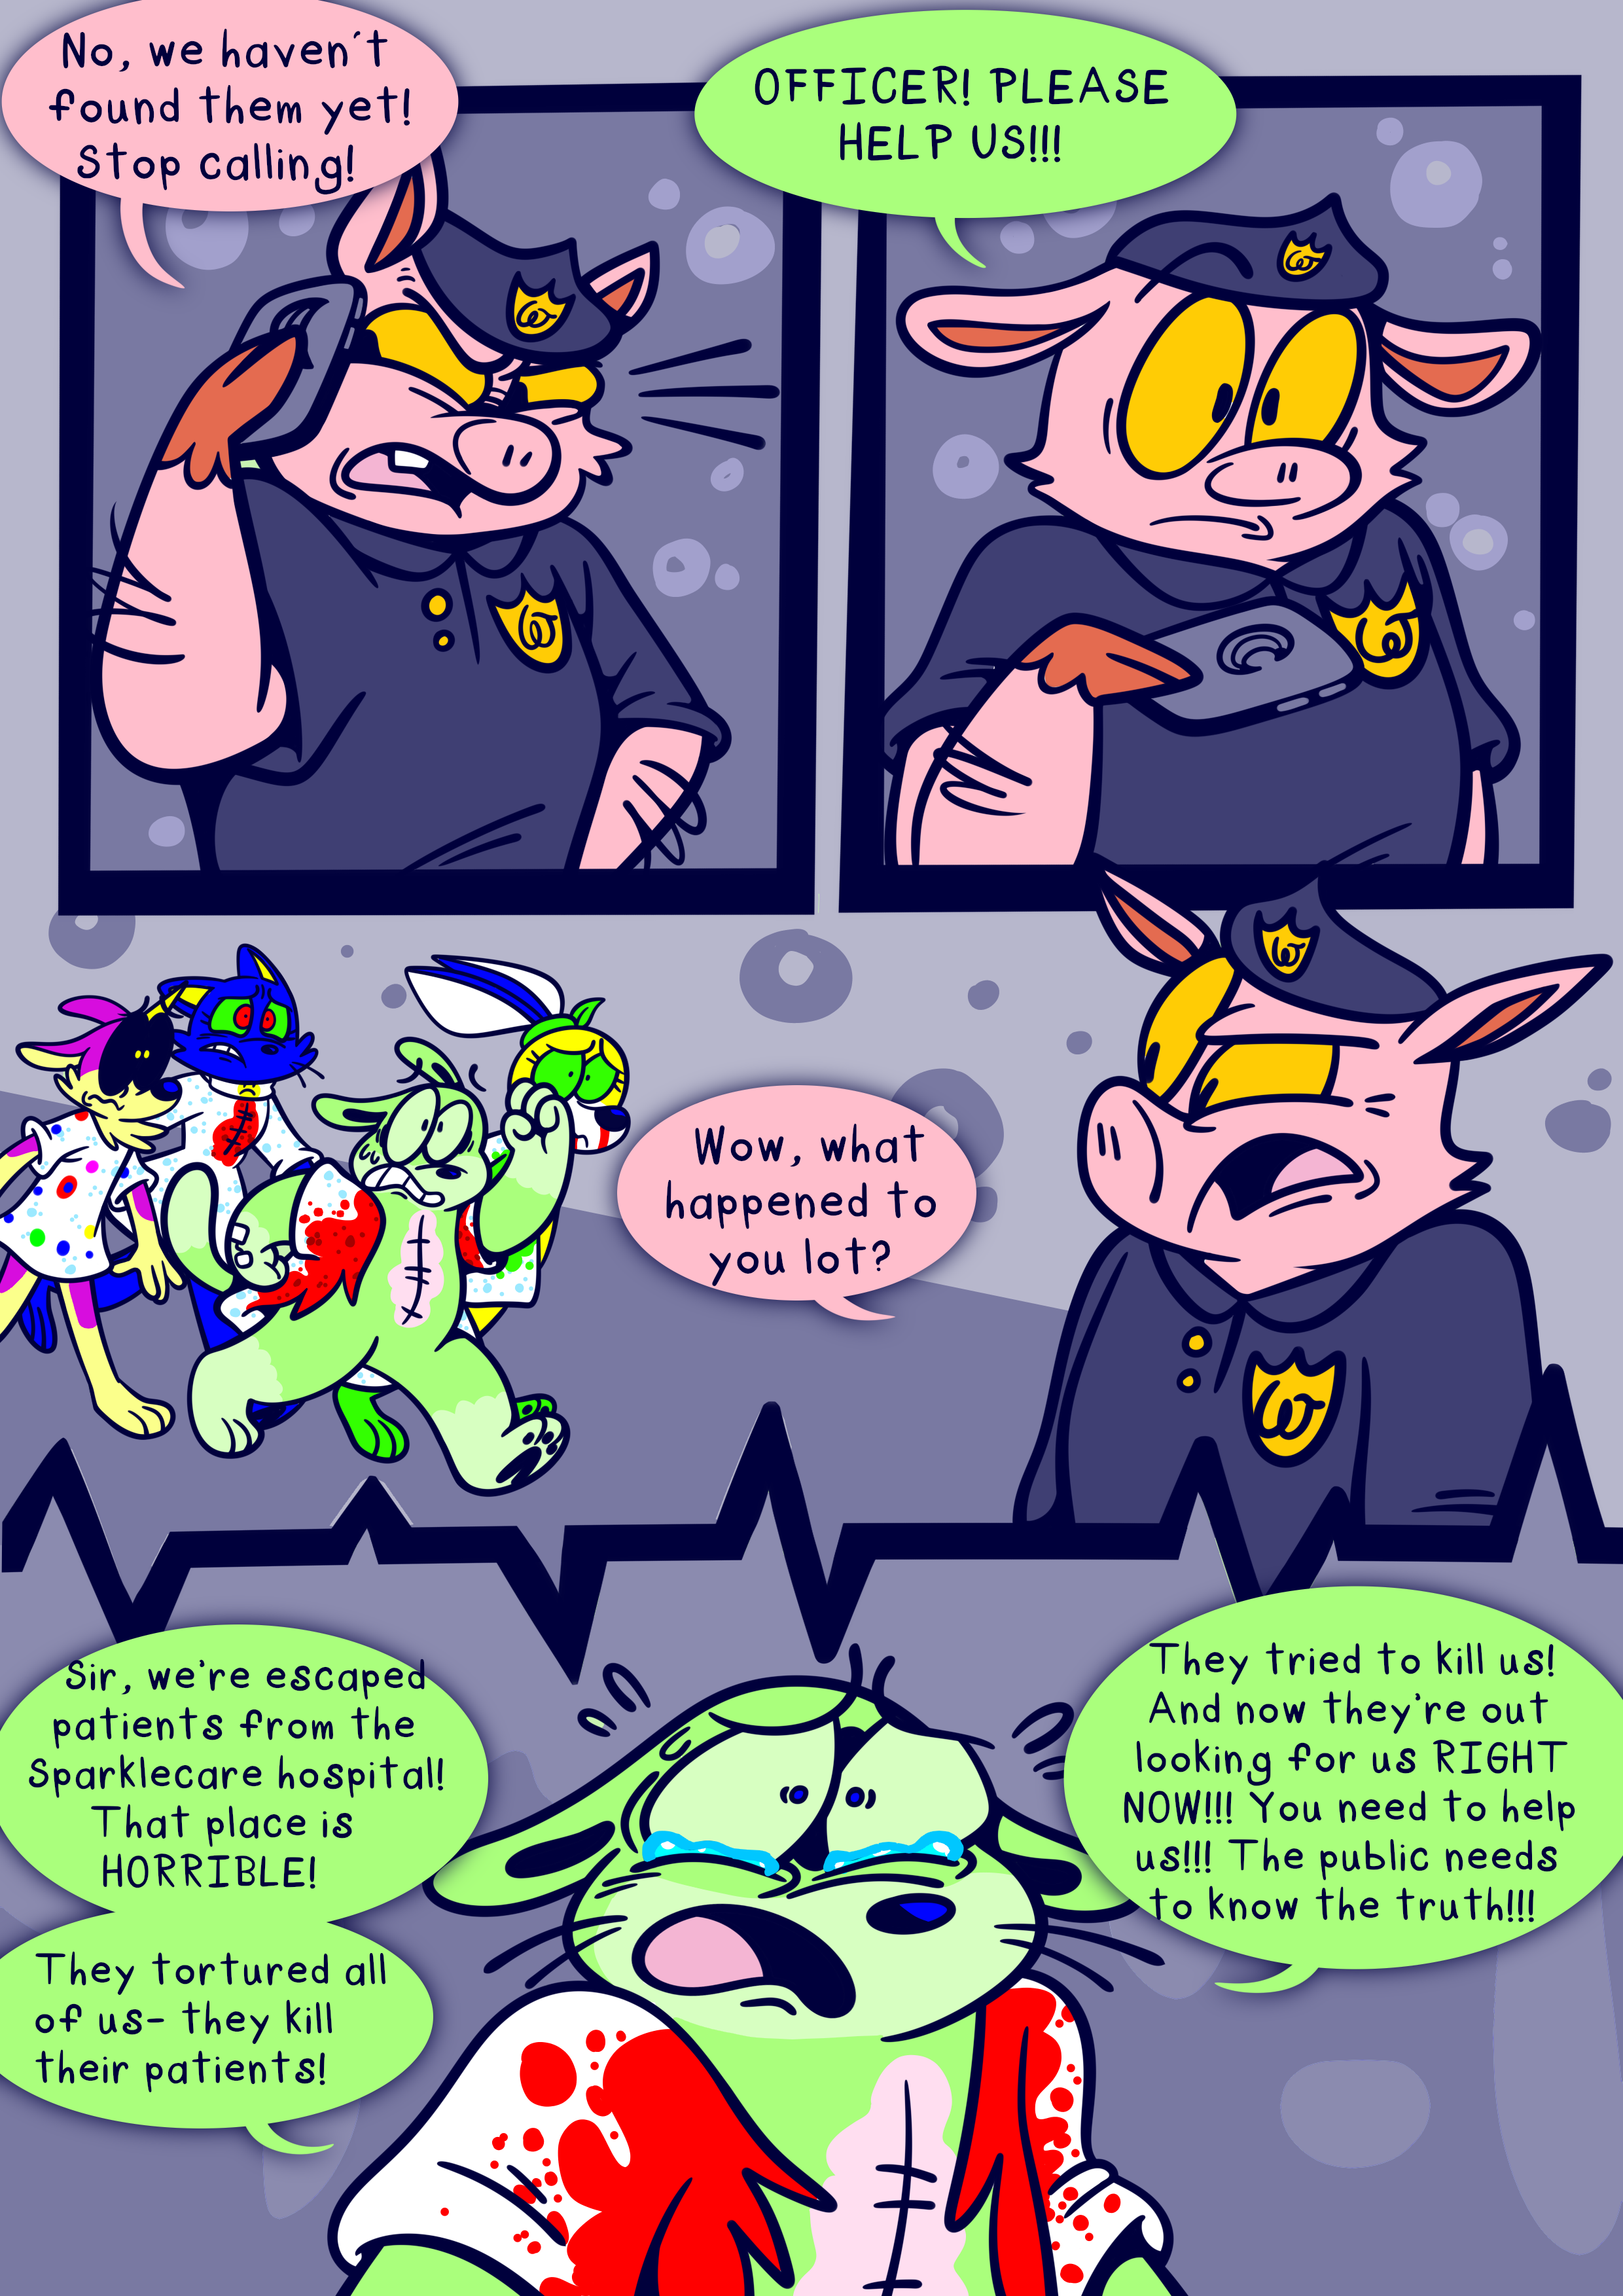 No, we haven't
found them yet!
Stop calling!
OFFICER! PLEASE
HELP US!!!
Wow, what
happened to
you lot?
Sir, we're escaped
patients from the
Sparklecare hospital!
That place is
HORRIBLE!
They tortured all
of us- they kill
their patients!
They tried to kill us!
And now they're out
looking for us RIGHT
NOW!!! You need to help
us!!! The public needs
to know the truth!!!